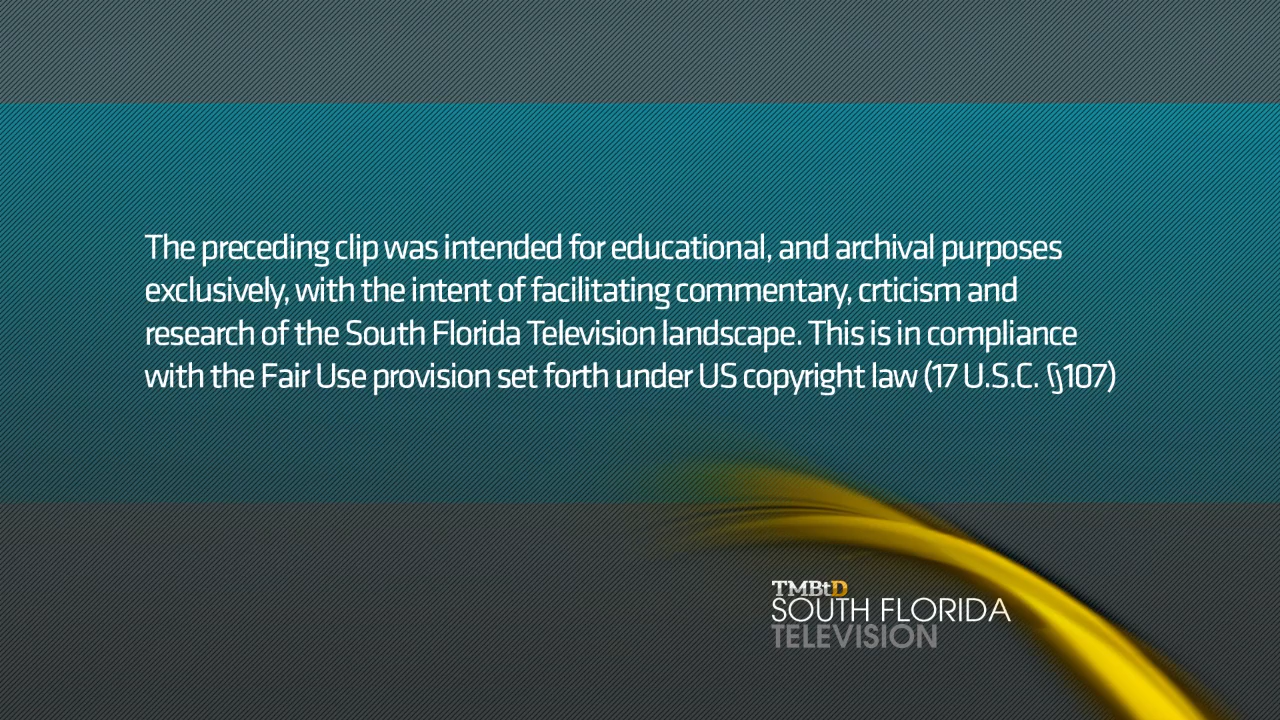 The preceding clip was intended for educational, and archival purposes
exclusively, with the intent of facilitating commentary, crticism and
research of the South Florida Television landscape. This is in compliance
with the Fair Use provision set forth under US copyright law (17 U.S.C. §107)
TMBtD
SOUTH FLORIDA
TELEVISION